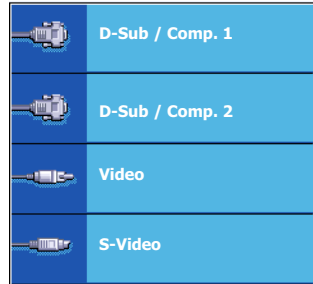 D-Sub / Comp. 1
D-Sub / Comp. 2
Video
S-Video